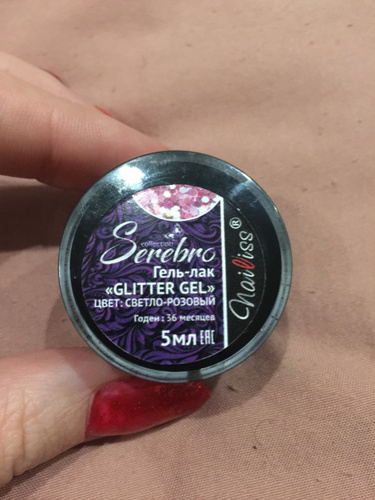 collection
Serebro
Гель-лак
«GLITTER GEL»
ЦВЕТ: СВЕТЛО-РОЗОВЫЙ
Годен : 36 месяцев
5мл EAC
Nailiss®